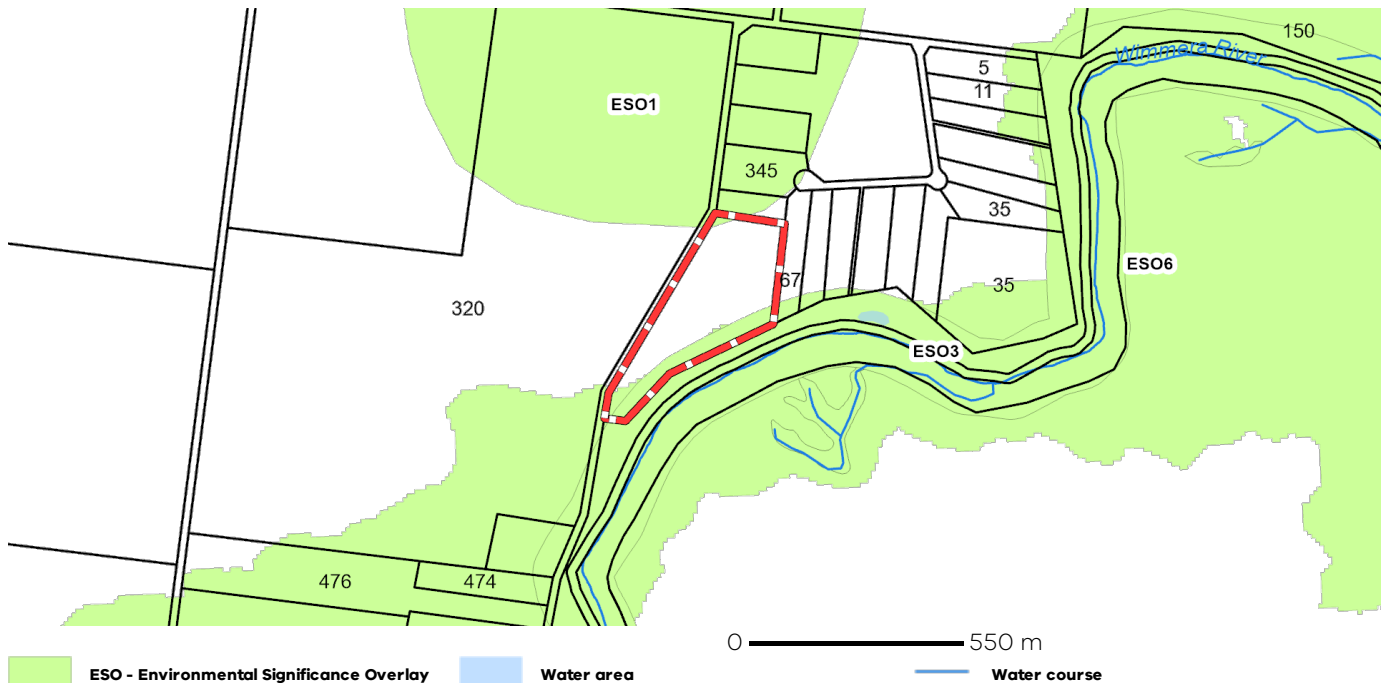 150
Wimmera River
5
11
ESO1
345
35
ESO6
67
35
320
ESO3
476
474
0 550 m
ESO - Environmental Significance Overlay
Water area
Water course